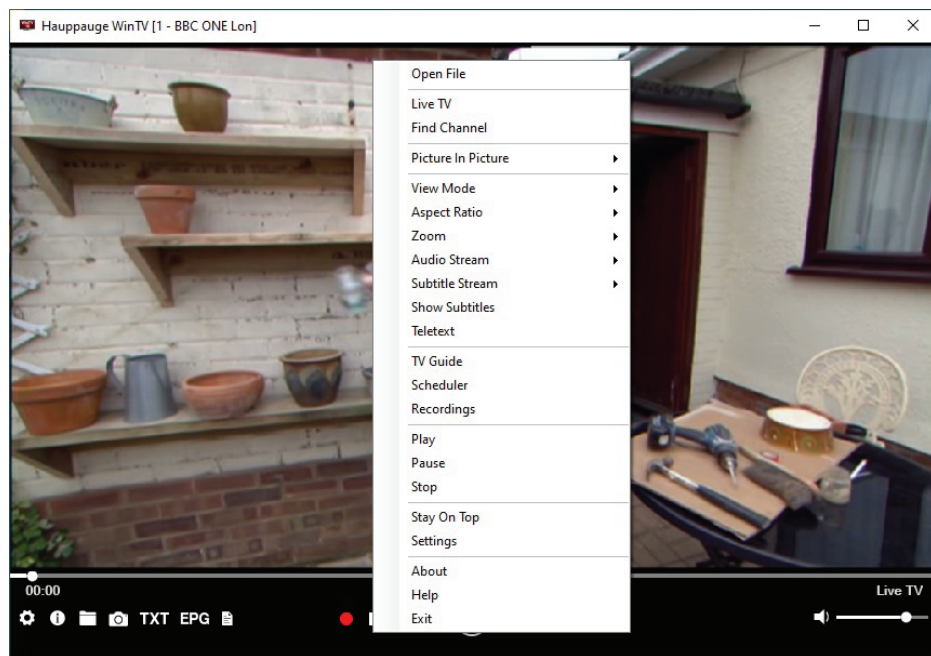 Hauppauge WinTV [1 - BBC ONE Lon]
Open File
Live TV
Find Channel
Picture In Picture
View Mode
Aspect Ratio
Zoom
Audio Stream
Subtitle Stream
Show Subtitles
Teletext
TV Guide
Scheduler
Recordings
Play
Pause
Stop
Stay On Top
Settings
About
Help
Exit
00:00
Live TV
TXT EPG